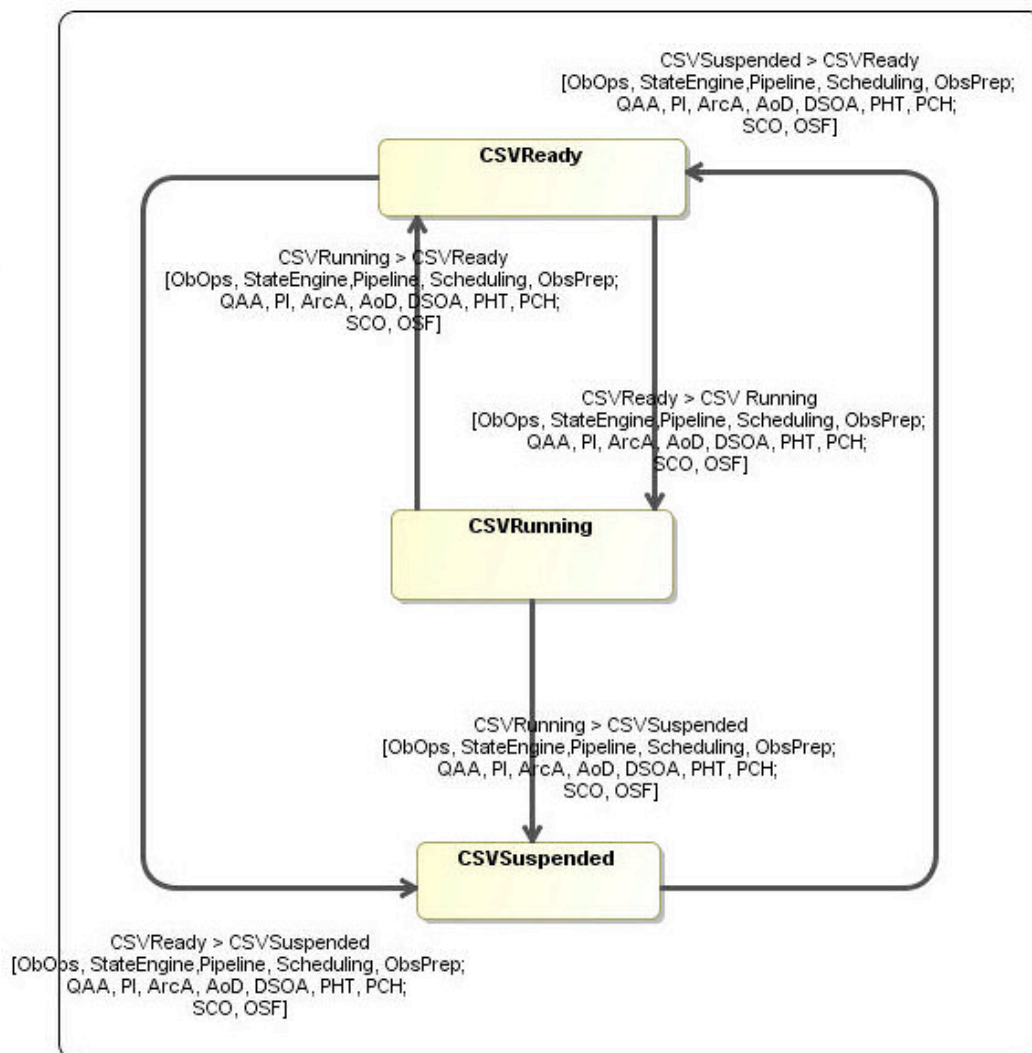 CSVSuspended > CSVReady
[ObOps, StateEngine,Pipeline, Scheduling, ObsPrep;
QAA, PI, ArcA, AoD, DSOA, PHT, PCH;
SCO, OSF]
CSVReady
CSVRunning > CSVReady
[ObOps, StateEngine,Pipeline, Scheduling, ObsPrep;
QAA, PI, ArcA, AoD, DSOA, PHT, PCH;
SCO, OSF]
CSVReady > CSV Running
[ObOps, StateEngine,Pipeline, Scheduling, ObsPrep;
QAA, PI, ArcA, AoD, DSOA, PHT, PCH;
SCO, OSF]
CSVRunning
CSVRunning > CSVSuspended
[ObOps, StateEngine,Pipeline, Scheduling, ObsPrep;
QAA, PI, ArcA, AoD, DSOA, PHT, PCH;
SCO, OSF]
CSVSuspended
CSVReady > CSVSuspended
[ObOps, StateEngine,Pipeline, Scheduling, ObsPrep;
QAA, PI, ArcA, AoD, DSOA, PHT, PCH;
SCO, OSF]